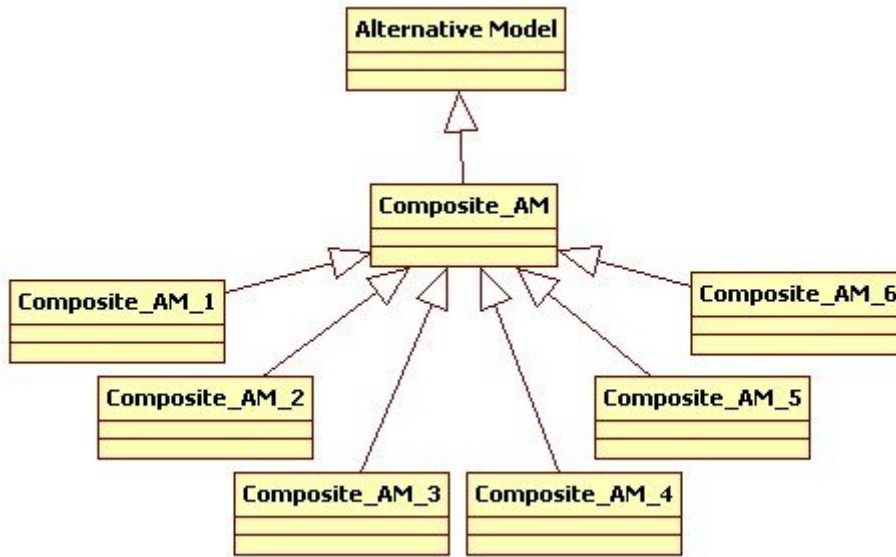 Alternative Model
Composite_AM
Composite_AM_1
Composite_AM_6
Composite_AM_2
Composite_AM_5
Composite_AM_3
Composite_AM_4